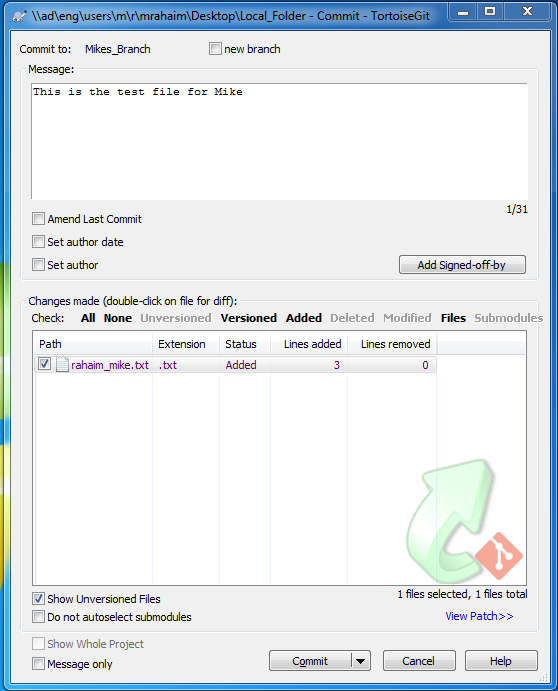 \\ad\eng\users\m\r\mrahaim\Desktop\Local_Folder - Commit - TortoiseGit
Commit to: Mikes_Branch new branch
Message:
This is the test file for Mike
1/31
Amend Last Commit
Set author date
Set author
Add Signed-off-by
Changes made (double-click on file for diff):
Check: All None Unversioned Versioned Added Deleted Modified Files Submodules
Path Extension Status Lines added Lines removed
rahaim_mike.txt .txt Added 3 0
1 files selected, 1 files total
Show Unversioned Files
Do not autoselect submodules
View Patch>>
Show Whole Project
Message only
Commit Cancel Help